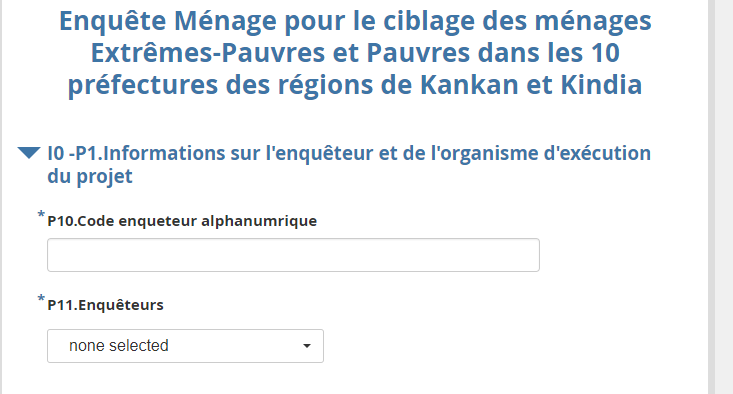 Enquête Ménage pour le ciblage des ménages
Extrêmes-Pauvres et Pauvres dans les 10
préfectures des régions de Kankan et Kindia
I0 -P1.Informations sur l'enquêteur et de l'organisme d'exécution
du projet
* P10.Code enqueteur alphanumrique
* P11.Enquêteurs
none selected